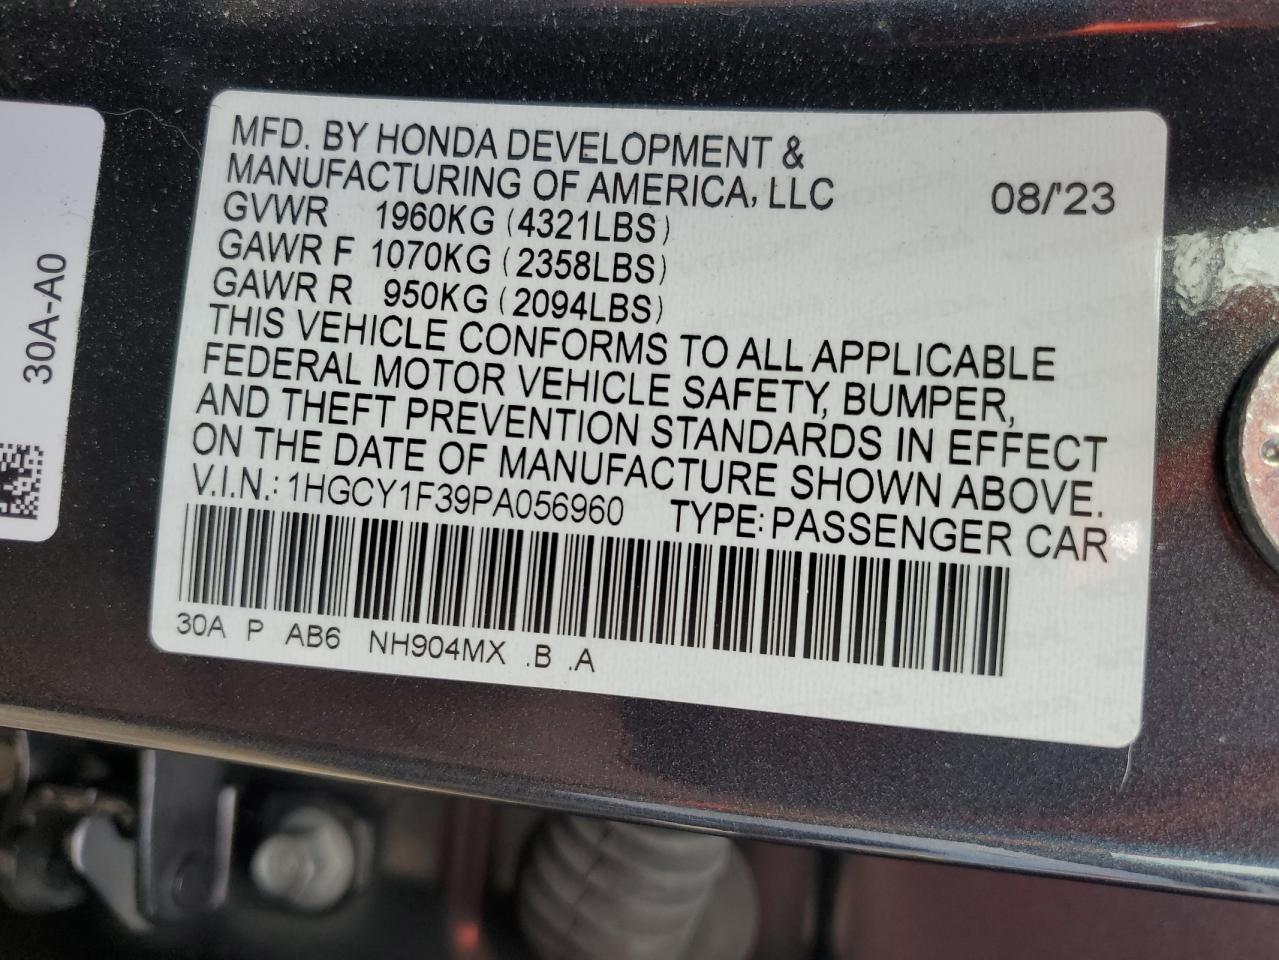 MFD. BY HONDA DEVELOPMENT &
MANUFACTURING OF AMERICA, LLC 08/'23
GVWR 1960KG (4321LBS)
GAWR F 1070KG (2358LBS)
GAWR R 950KG (2094LBS)
THIS VEHICLE CONFORMS TO ALL APPLICABLE
FEDERAL MOTOR VEHICLE SAFETY, BUMPER,
AND THEFT PREVENTION STANDARDS IN EFFECT
ON THE DATE OF MANUFACTURE SHOWN ABOVE.
V.I.N.: 1HGCY1F39PA056960 TYPE: PASSENGER CAR
30A P AB6 NH904MX .B .A
30A-A0